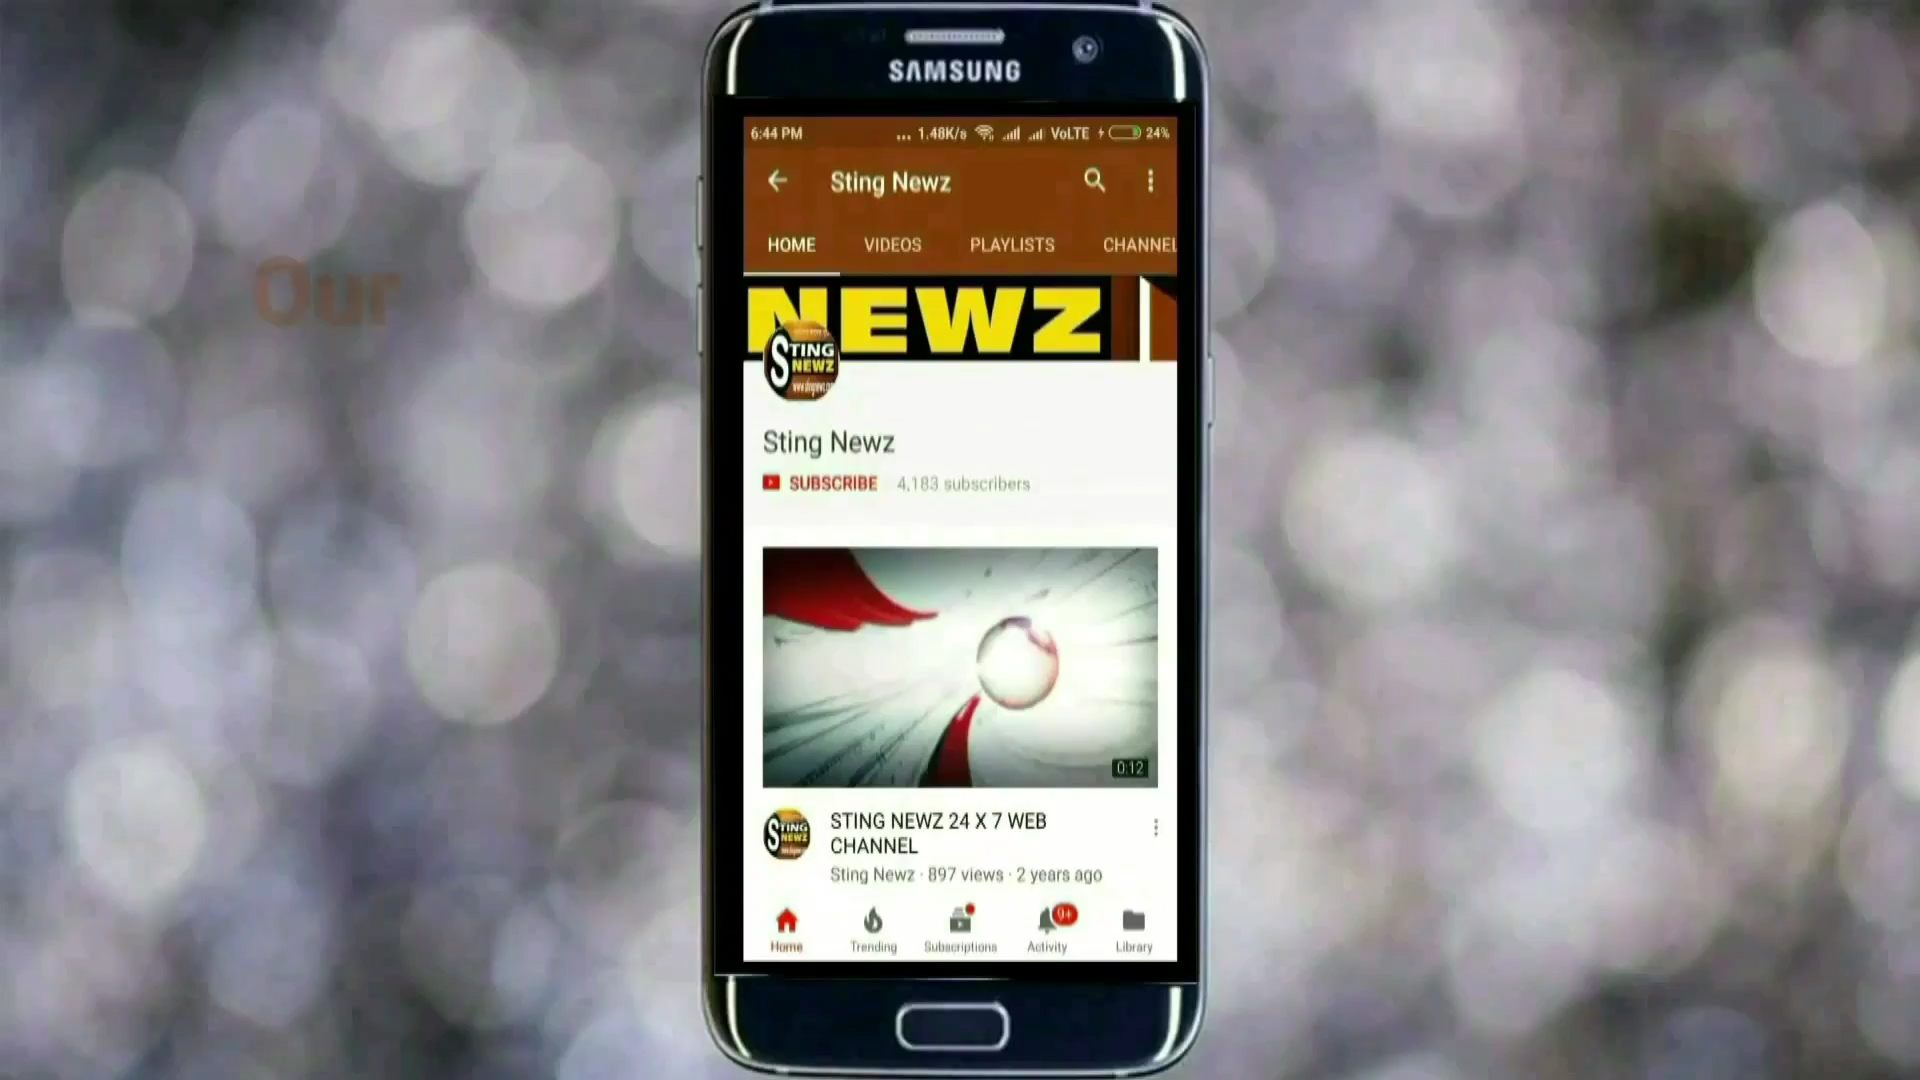 SAMSUNG
6:44 PM ... 1.48K/s VoLTE 24%
Sting Newz
HOME VIDEOS PLAYLISTS CHANNEL
Our
NEWZ
STING
NEWZ
Sting Newz
SUBSCRIBE 4,183 subscribers
0:12
STING
NEWZ
STING NEWZ 24 X 7 WEB
CHANNEL
Sting Newz · 897 views · 2 years ago
9+
Home Trending Subscriptions Activity Library